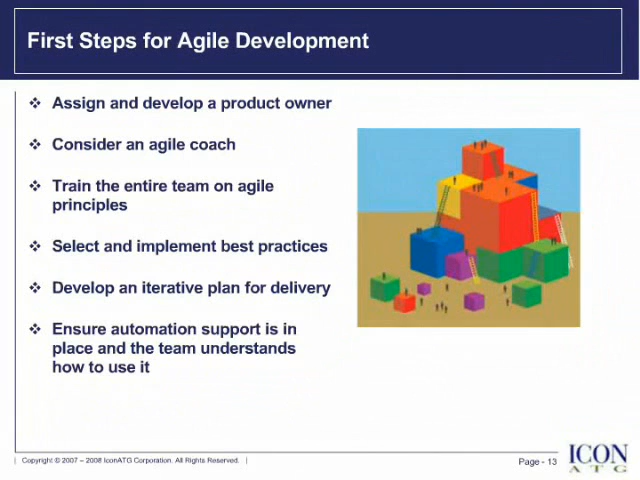 First Steps for Agile Development
❖ Assign and develop a product owner
❖ Consider an agile coach
❖ Train the entire team on agile
principles
❖ Select and implement best practices
❖ Develop an iterative plan for delivery
❖ Ensure automation support is in
place and the team understands
how to use it
| Copyright © 2007 – 2008 IconATG Corporation. All Rights Reserved. |
Page - 13
ICON
ATG